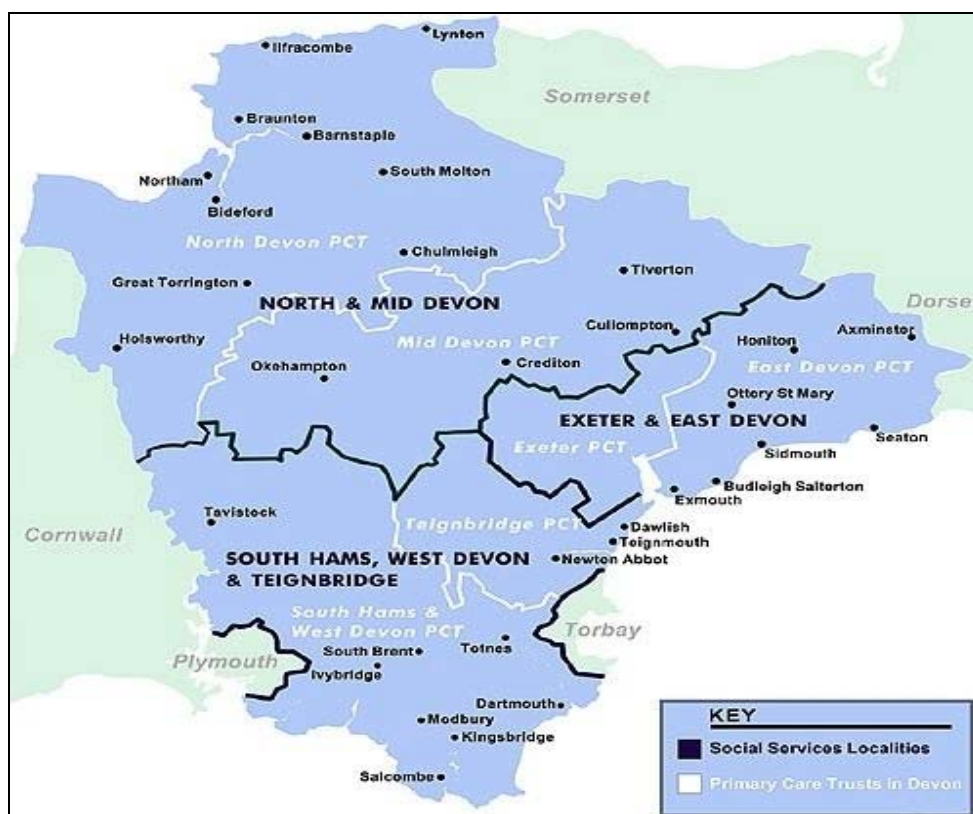 Lynton
Ilfracombe
Somerset
Braunton
Barnstaple
South Molton
Northam
Bideford
North Devon PCT
Chulmleigh
Tiverton
Great Torrington
NORTH & MID DEVON
Dorset
Cullompton
Axminster
Holsworthy
Mid Devon PCT
Honiton
Okehampton
Crediton
East Devon PCT
Ottery St Mary
EXETER & EAST DEVON
Exeter PCT
Seaton
Sidmouth
Budleigh Salterton
Exmouth
Tavistock
Teignbridge PCT
Dawlish
Teignmouth
Cornwall
SOUTH HAMS, WEST DEVON
& TEIGNBRIDGE
Newton Abbot
South Hams &
West Devon PCT
Torbay
Totnes
South Brent
Plymouth
Ivybridge
Dartmouth
Modbury
Kingsbridge
Salcombe
KEY
Social Services Localities
Primary Care Trusts in Devon